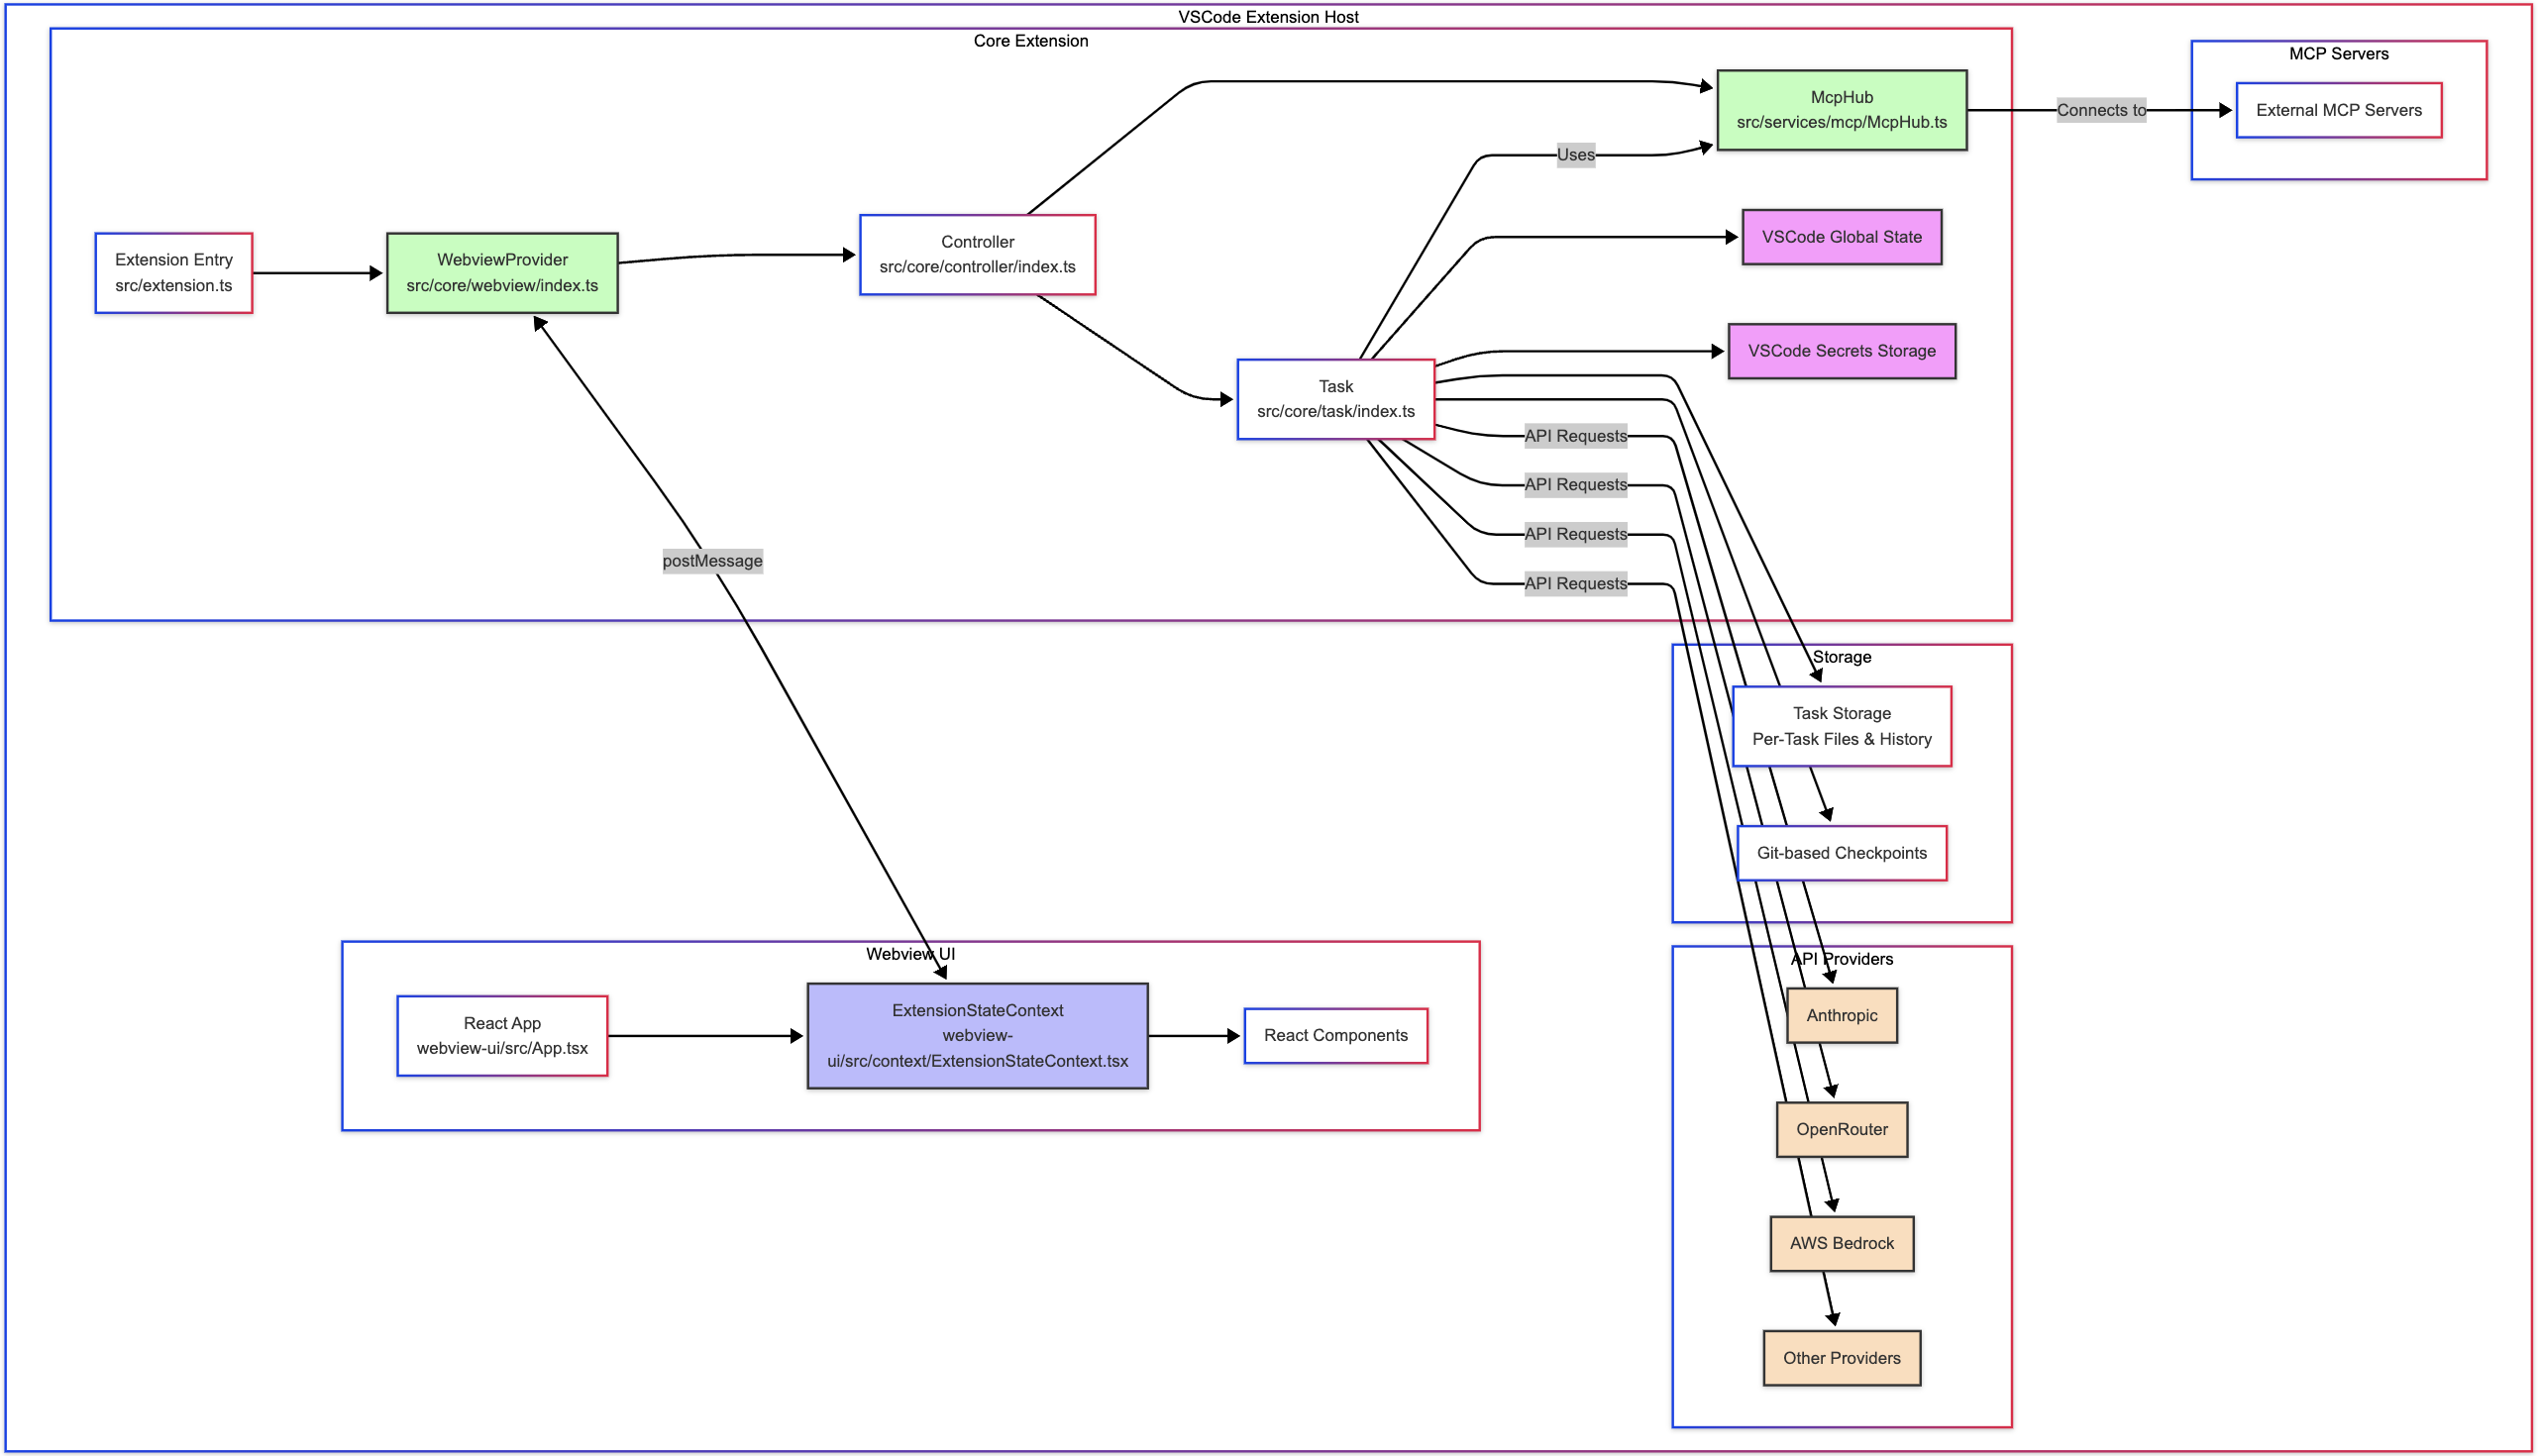 VSCode Extension Host
Core Extension
MCP Servers
McpHub
src/services/mcp/McpHub.ts
Connects to
External MCP Servers
Uses
Extension Entry
src/extension.ts
WebviewProvider
src/core/webview/index.ts
Controller
src/core/controller/index.ts
VSCode Global State
VSCode Secrets Storage
Task
src/core/task/index.ts
API Requests
API Requests
API Requests
API Requests
postMessage
Storage
Task Storage
Per-Task Files & History
Git-based Checkpoints
Webview UI
React App
webview-ui/src/App.tsx
ExtensionStateContext
webview-
ui/src/context/ExtensionStateContext.tsx
React Components
API Providers
Anthropic
OpenRouter
AWS Bedrock
Other Providers